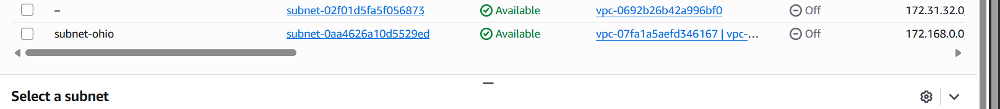 – subnet-02f01d5fa5f056873 Available vpc-0692b26b42a996bf0 Off 172.31.32.0
subnet-ohio subnet-0aa4626a10d5529ed Available vpc-07fa1a5aefd346167 | vpc-... Off 172.168.0.0
Select a subnet